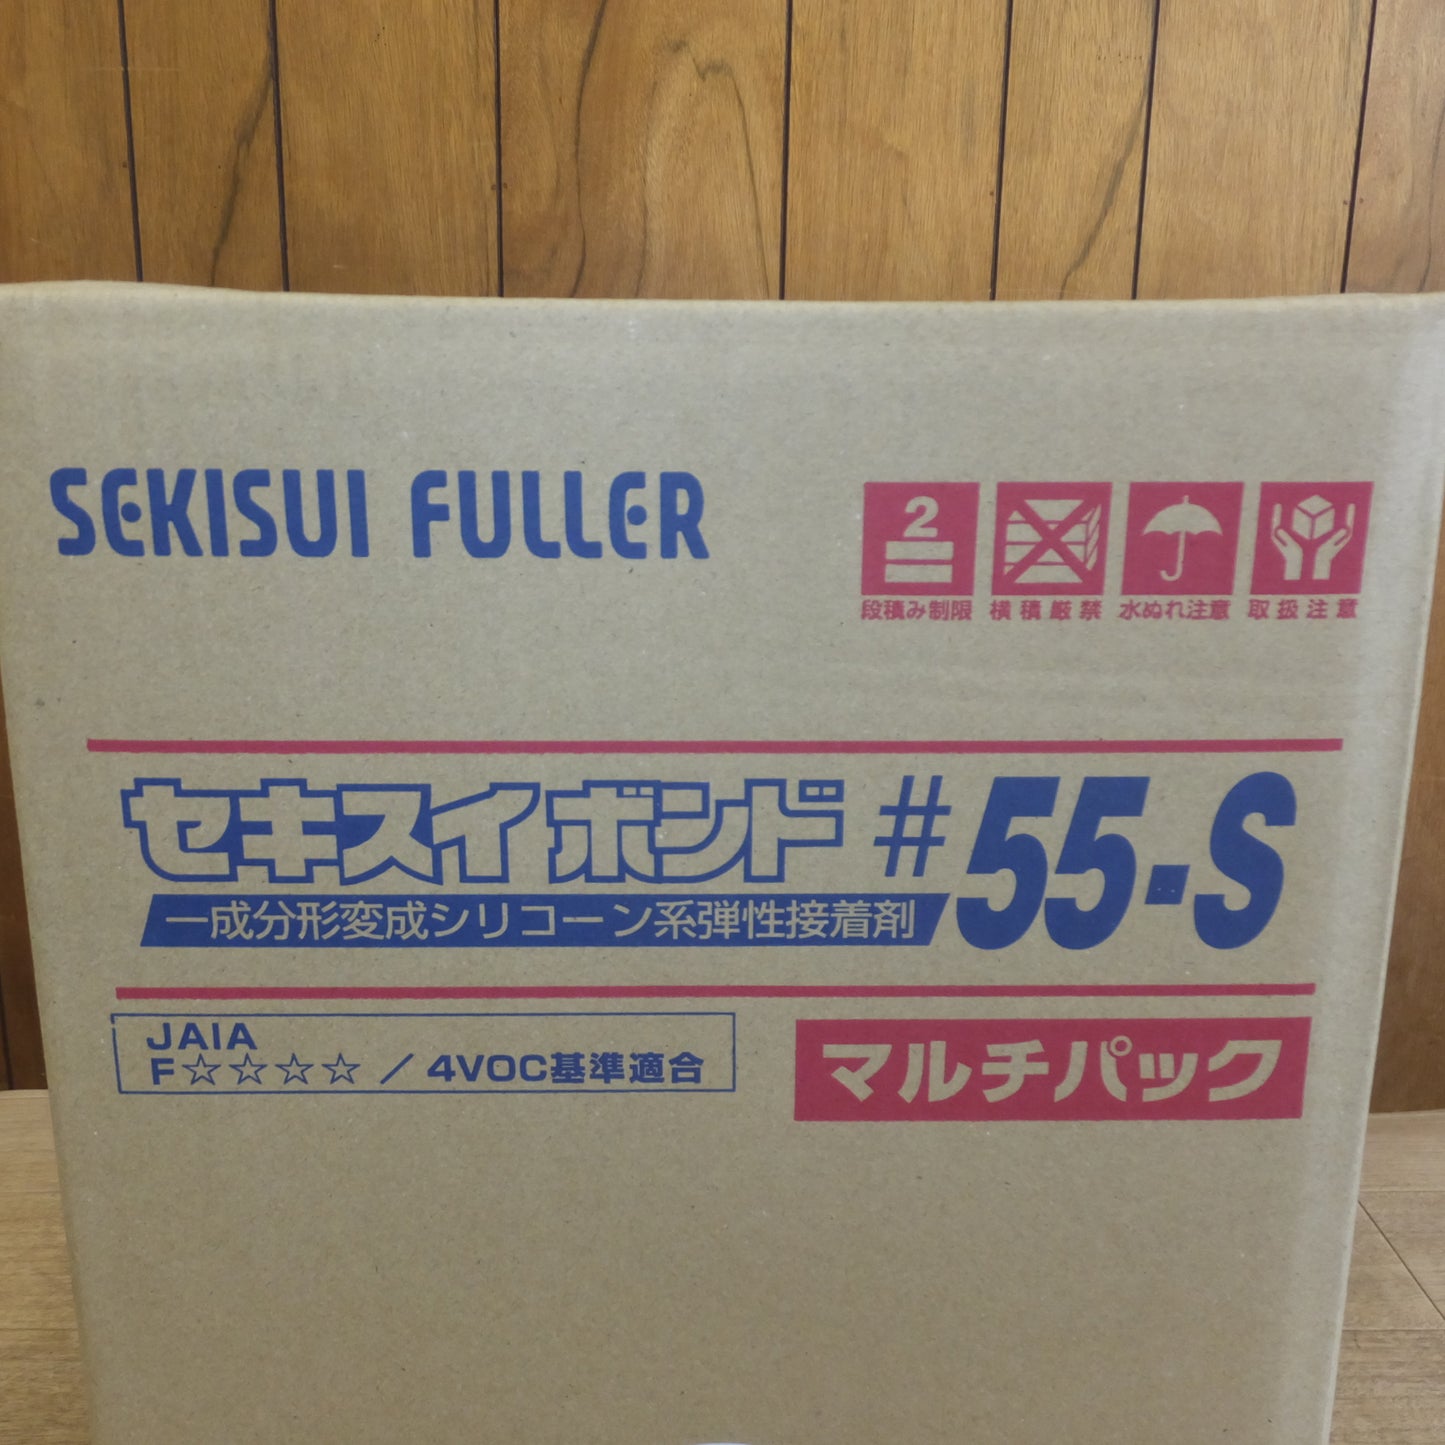 SEKISUI FULLER
2
段積み制限 横積厳禁 水ぬれ注意 取扱注意
セキスイボンド #55-S
一成分形変成シリコーン系弾性接着剤
JAIA
F☆☆☆☆ / 4VOC基準適合
マルチパック